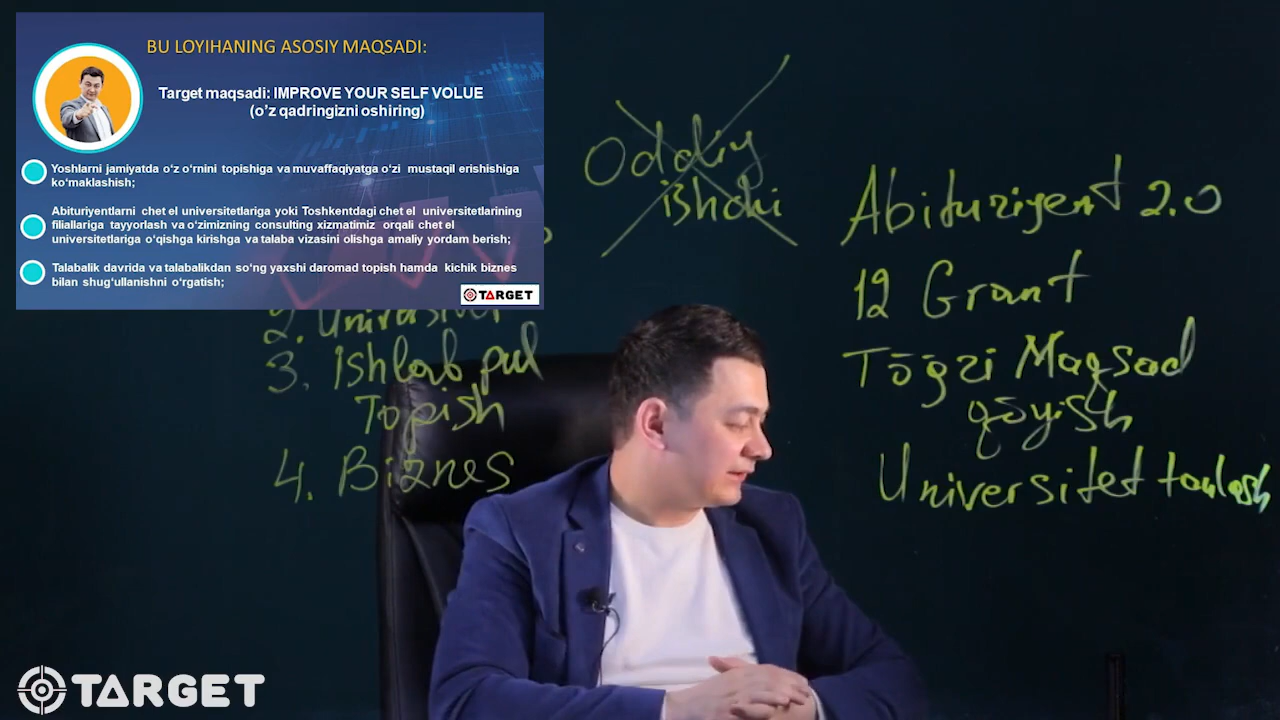 BU LOYIHANING ASOSIY MAQSADI:
Target maqsadi: IMPROVE YOUR SELF VOLUE
(o'z qadringizni oshiring)
Yoshlarni jamiyatda o'z o'rnini topishiga va muvaffaqiyatga o'zi mustaqil erishishiga
ko'maklashish;
Abituriyentlarni chet el universitetlariga yoki Toshkentdagi chet el universitetlarining
filiallariga tayyorlash va o'zimizning consulting xizmatimiz orqali chet el
universitetlariga o'qishga kirishga va talaba vizasini olishga amaliy yordam berish;
Talabalik davrida va talabalikdan so'ng yaxshi daromad topish hamda kichik biznes
bilan shug'ullanishni o'rgatish;
TARGET
2. Universitet
3. Ishlab pul
Topish
4. Biznes
Oddiy
ishchi
Abituriyent 2.0
12 Grant
Tōḡzi Maqsad
qōyish
Universitet tanlash
TARGET